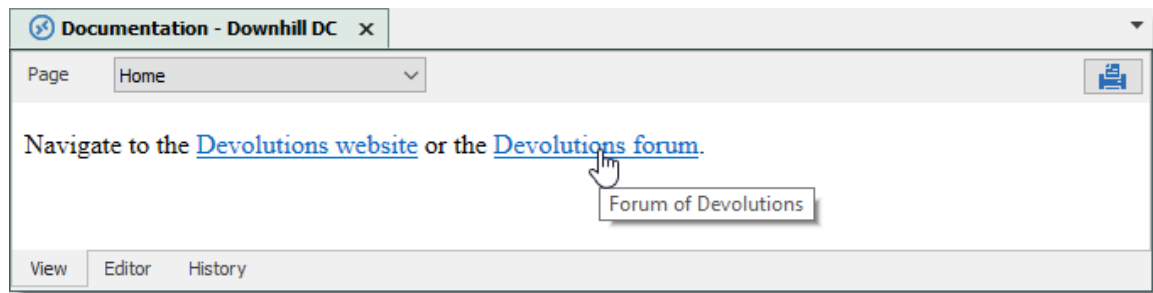 Documentation - Downhill DC x
Page Home
Navigate to the Devolutions website or the Devolutions forum.
Forum of Devolutions
View Editor History